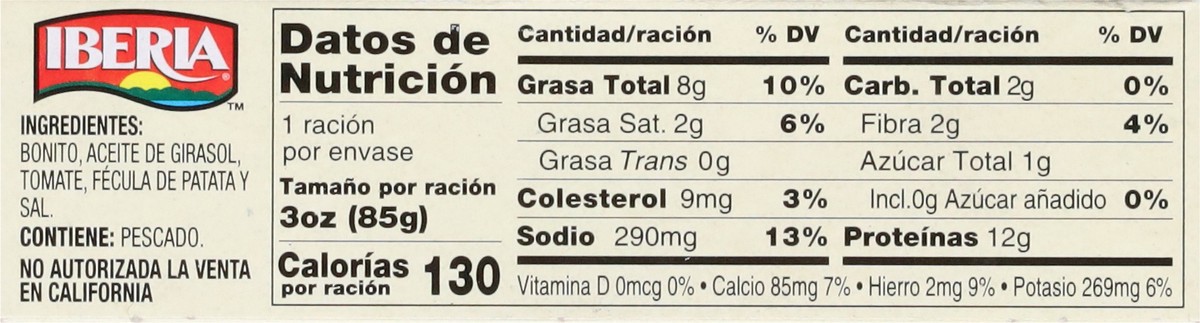 IBERIA®
™
INGREDIENTES:
BONITO, ACEITE DE GIRASOL,
TOMATE, FÉCULA DE PATATA Y
SAL.
CONTIENE: PESCADO.
NO AUTORIZADA LA VENTA
EN CALIFORNIA
Datos de
Nutrición
1 ración
por envase
Tamaño por ración
3oz (85g)
Calorías 130
por ración
Cantidad/ración % DV
Grasa Total 8g 10%
Grasa Sat. 2g 6%
Grasa Trans 0g
Colesterol 9mg 3%
Sodio 290mg 13%
Cantidad/ración % DV
Carb. Total 2g 0%
Fibra 2g 4%
Azúcar Total 1g
Incl.0g Azúcar añadido 0%
Proteínas 12g
Vitamina D 0mcg 0% • Calcio 85mg 7% • Hierro 2mg 9% • Potasio 269mg 6%